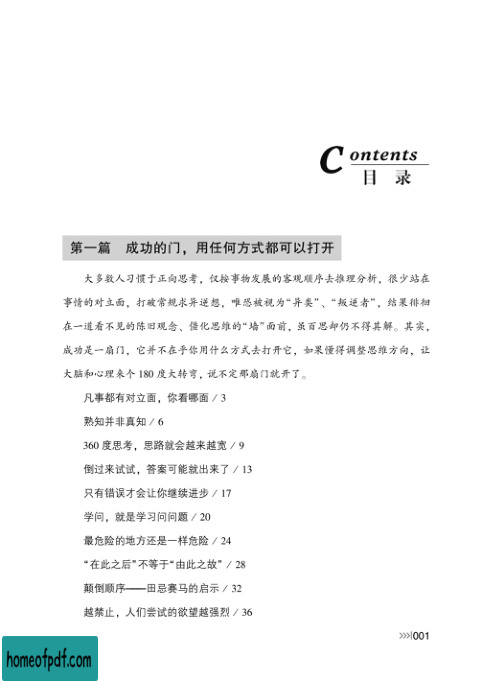 Contents
目 录
第一篇 成功的门，用任何方式都可以打开
大多数人习惯于正向思考，仅按事物发展的客观顺序去推理分析，很少站在
事情的对立面，打破常规求异逆想，唯恐被视为“异类”、“叛逆者”，结果徘徊
在一道看不见的陈旧观念、僵化思维的“墙”面前，虽百思却仍不得其解。其实，
成功是一扇门，它并不在乎你用什么方式去打开它，如果懂得调整思维方向，让
大脑和心理来个 180 度大转弯，说不定那扇门就开了。
凡事都有对立面，你看哪面 / 3
熟知并非真知 / 6
360 度思考，思路就会越来越宽 / 9
倒过来试试，答案可能就出来了 / 13
只有错误才会让你继续进步 / 17
学问，就是学习问问题 / 20
最危险的地方还是一样危险 / 24
“在此之后”不等于“由此之故” / 28
颠倒顺序——田忌赛马的启示 / 32
越禁止，人们尝试的欲望越强烈 / 36
>>>|001
homeofpdf.com